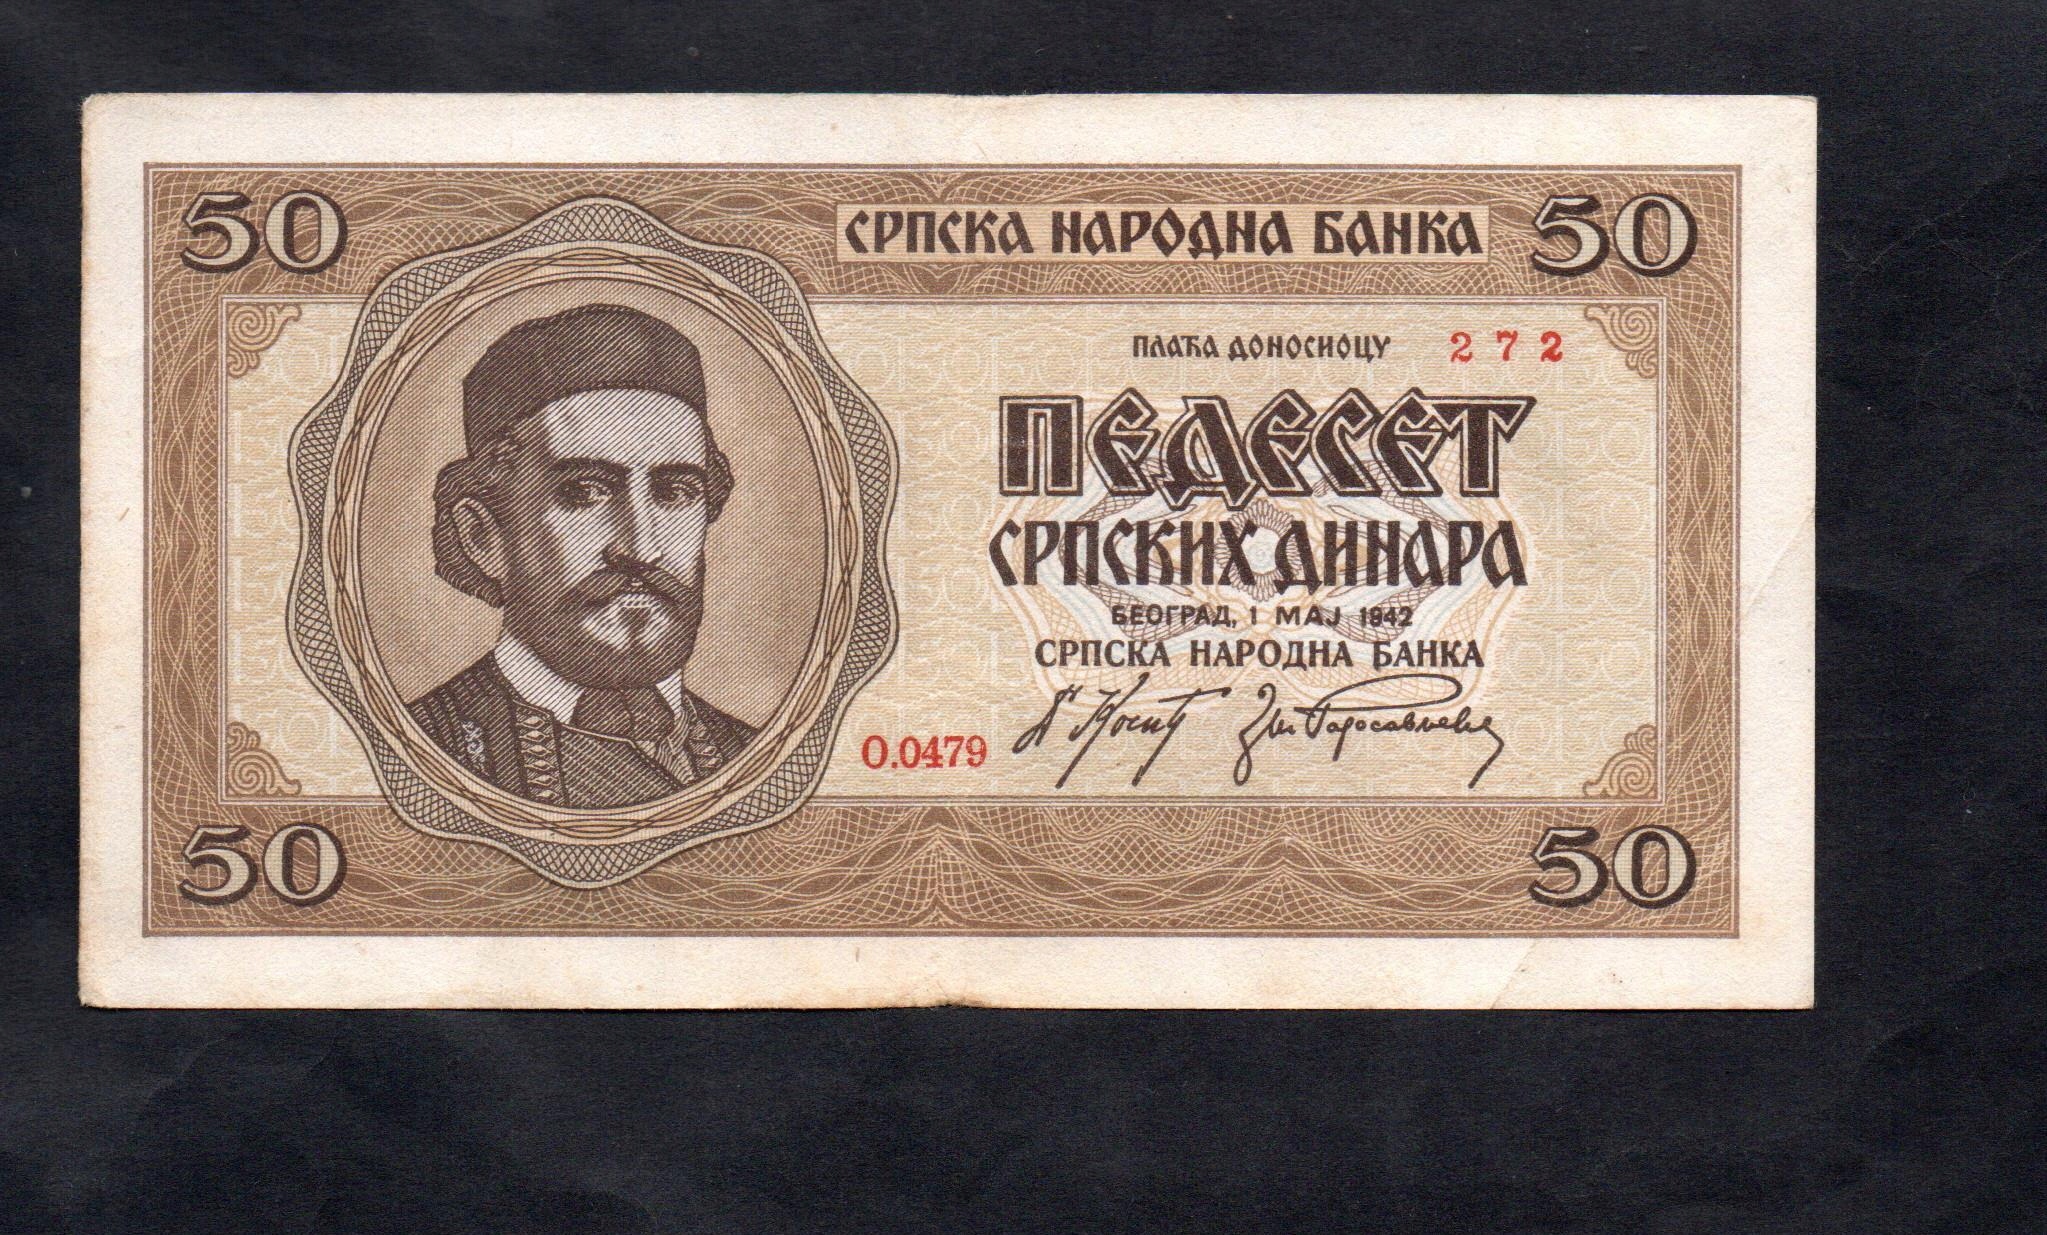 50 СРПСКА НАРОДНА БАНКА 50
ПЛАЋА ДОНОСИОЦУ 272
ПЕДЕСЕТ
СРПСКИХ ДИНАРА
БЕОГРАД, 1 МАЈ 1942
СРПСКА НАРОДНА БАНКА
О.0479
50 50